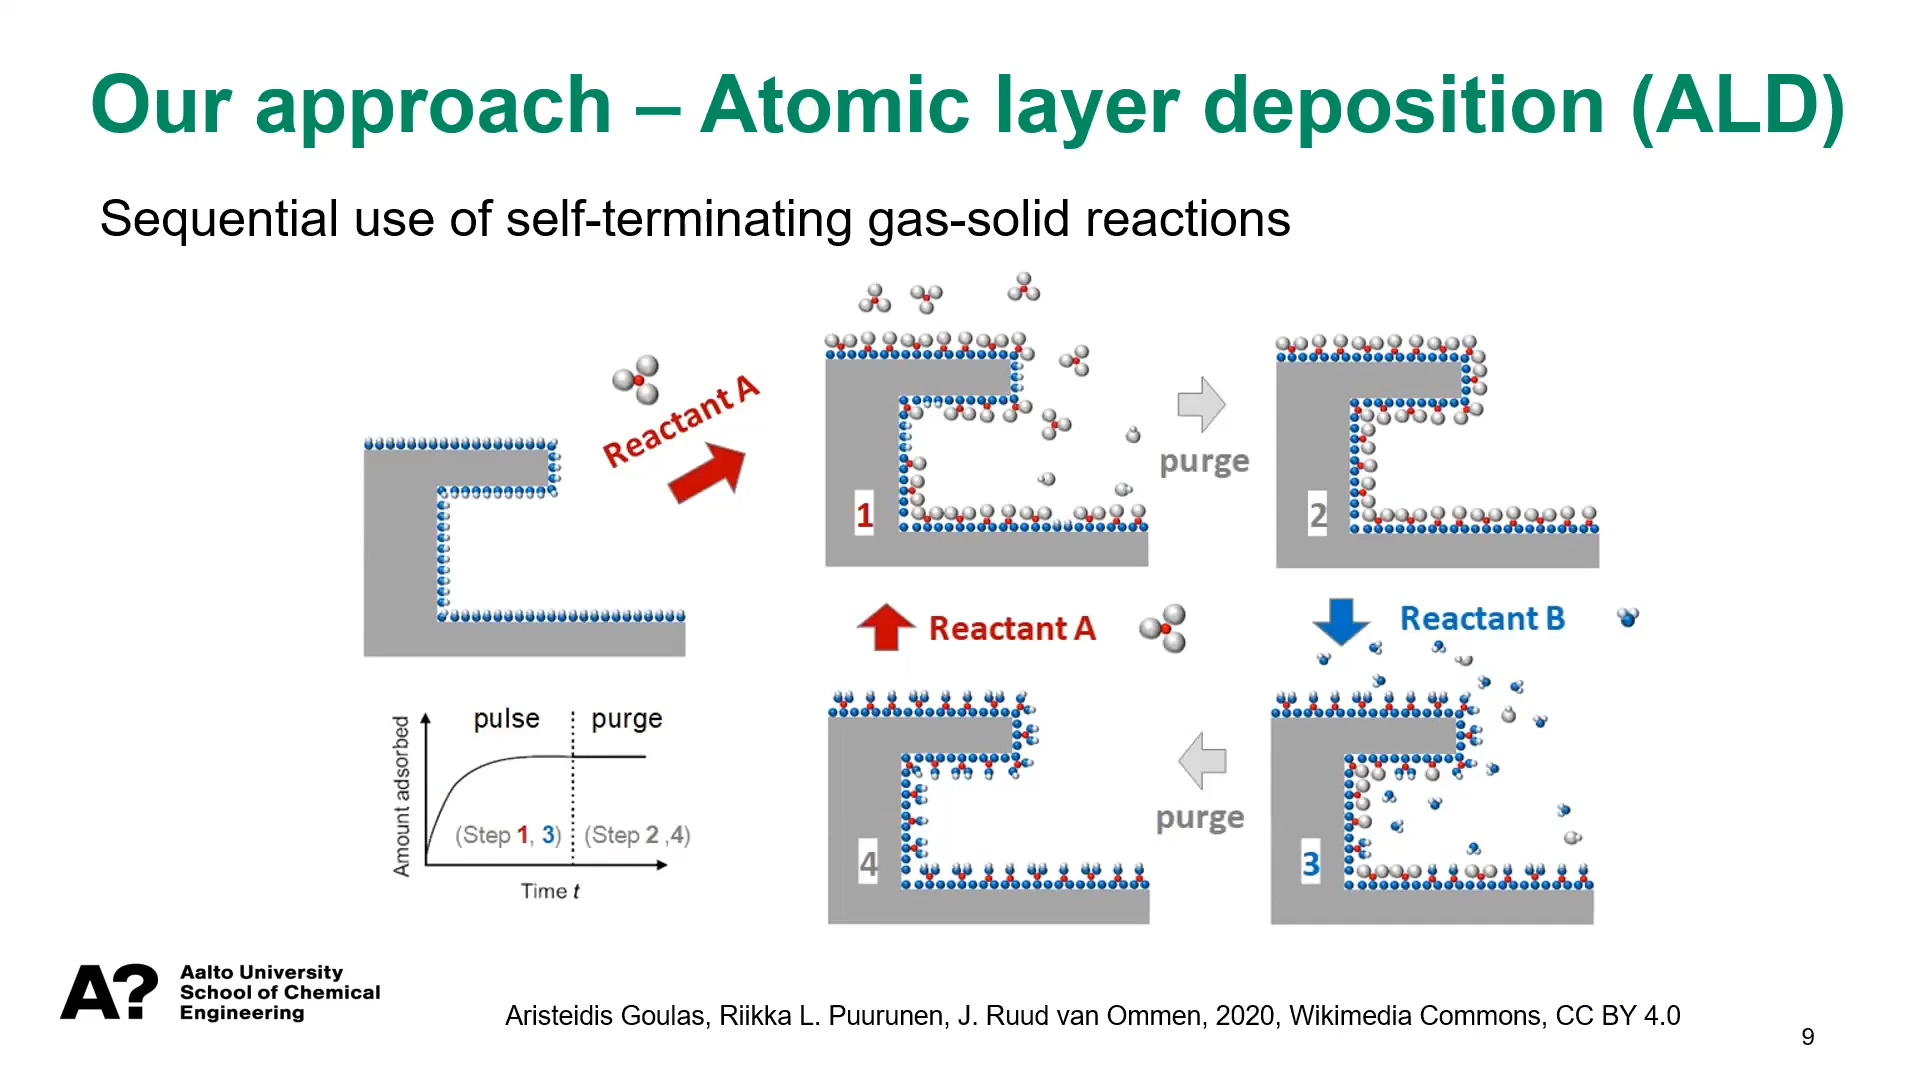 Our approach – Atomic layer deposition (ALD)
Sequential use of self-terminating gas-solid reactions
Reactant A
1
purge
2
Reactant A
Reactant B
4
purge
3
Amount adsorbed
pulse
purge
(Step 1, 3)
(Step 2 ,4)
Time t
A?
Aalto University
School of Chemical
Engineering
Aristeidis Goulas, Riikka L. Puurunen, J. Ruud van Ommen, 2020, Wikimedia Commons, CC BY 4.0
9